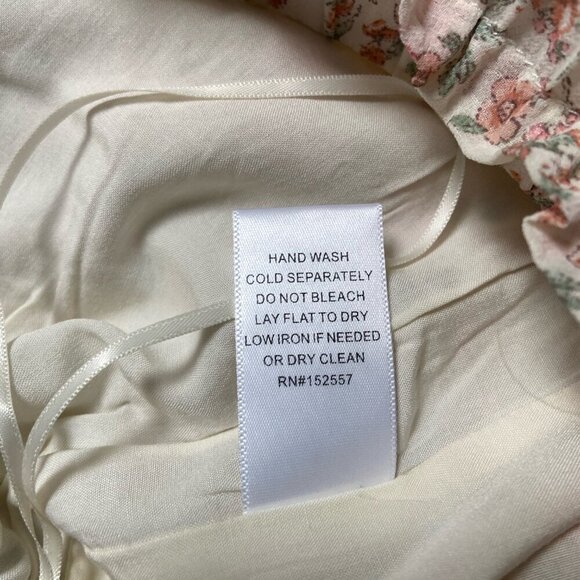 HAND WASH
COLD SEPARATELY
DO NOT BLEACH
LAY FLAT TO DRY
LOW IRON IF NEEDED
OR DRY CLEAN
RN#152557